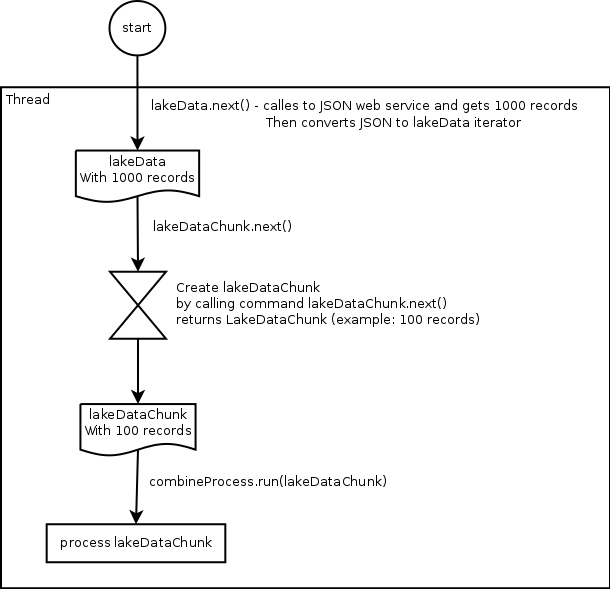 start
Thread
lakeData.next() - calles to JSON web service and gets 1000 records
Then converts JSON to lakeData iterator
lakeData
With 1000 records
lakeDataChunk.next()
Create lakeDataChunk
by calling command lakeDataChunk.next()
returns LakeDataChunk (example: 100 records)
lakeDataChunk
With 100 records
combineProcess.run(lakeDataChunk)
process lakeDataChunk